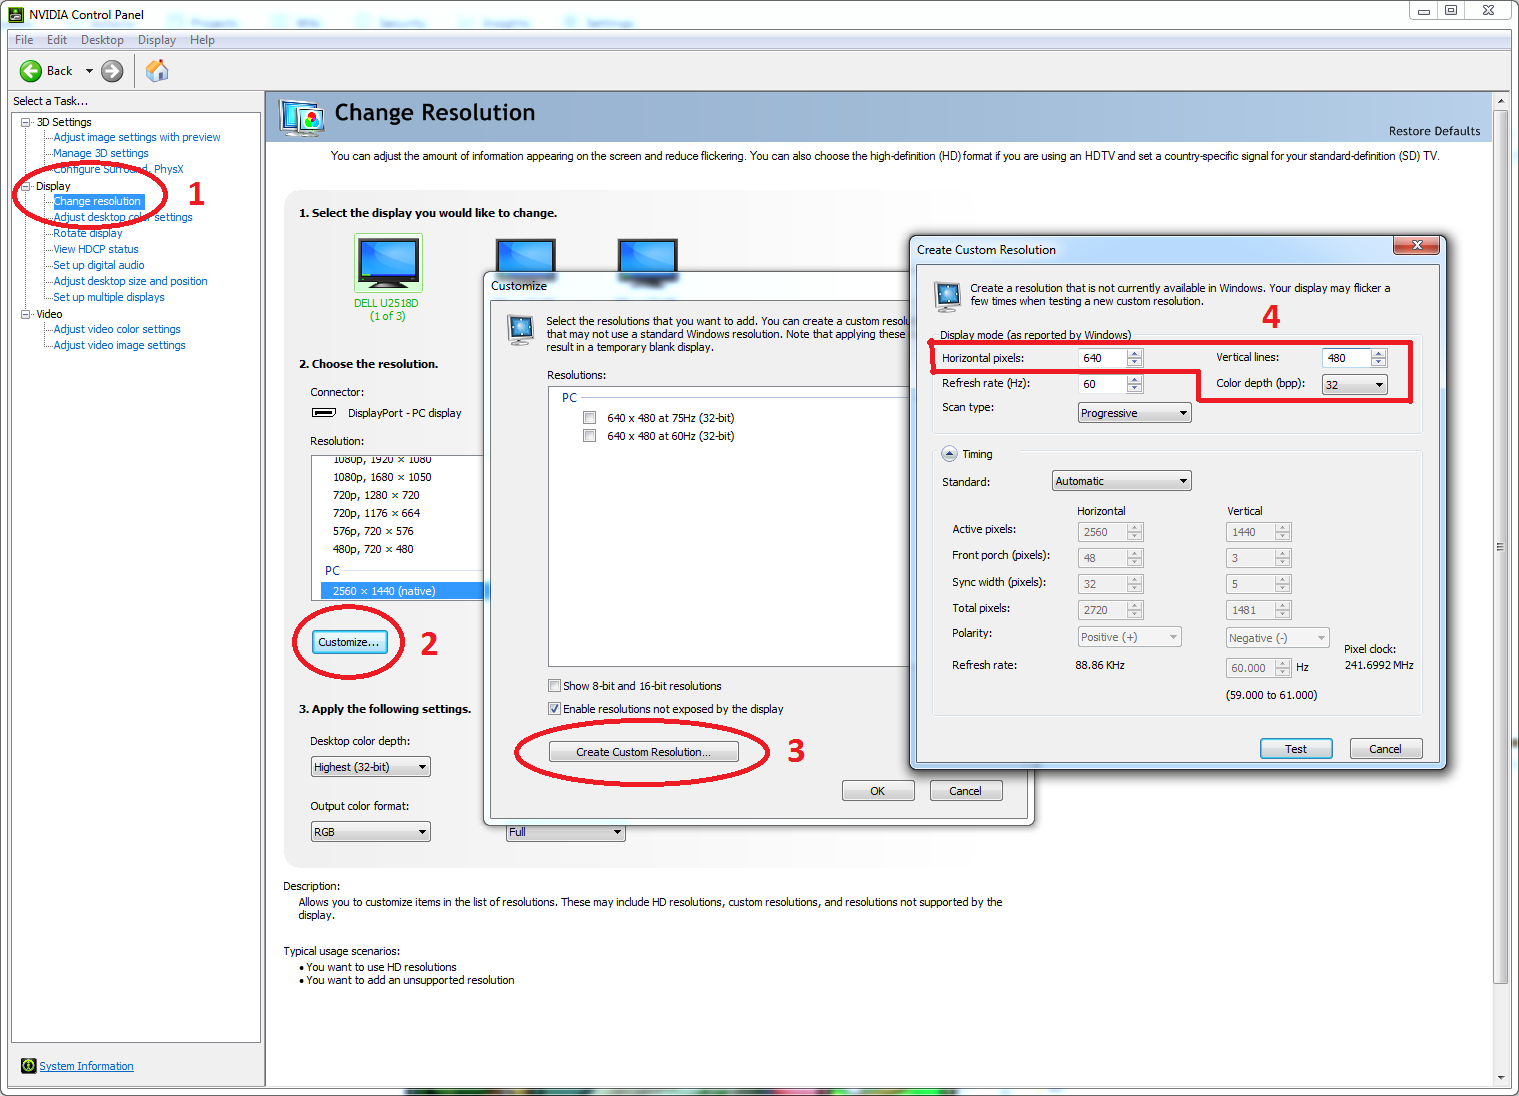 NVIDIA Control Panel
File Edit Desktop Display Help
Back
Select a Task...
3D Settings
Adjust image settings with preview
Manage 3D settings
Configure Surround, PhysX
Display
Change resolution
Adjust desktop color settings
Rotate display
View HDCP status
Set up digital audio
Adjust desktop size and position
Set up multiple displays
Video
Adjust video color settings
Adjust video image settings
System Information
1
Change Resolution
Restore Defaults
You can adjust the amount of information appearing on the screen and reduce flickering. You can also choose the high-definition (HD) format if you are using an HDTV and set a country-specific signal for your standard-definition (SD) TV.
1. Select the display you would like to change.
DELL U2518D
(1 of 3)
2. Choose the resolution.
Connector:
DisplayPort - PC display
Resolution:
1080p, 1920 × 1080
1080p, 1680 × 1050
720p, 1280 × 720
720p, 1176 × 664
576p, 720 × 576
480p, 720 × 480
PC
2560 × 1440 (native)
Customize...
2
3. Apply the following settings.
Desktop color depth:
Highest (32-bit)
Output color format:
RGB
Full
Description:
Allows you to customize items in the list of resolutions. These may include HD resolutions, custom resolutions, and resolutions not supported by the
display.
Typical usage scenarios:
• You want to use HD resolutions
• You want to add an unsupported resolution
Customize
Select the resolutions that you want to add. You can create a custom resolu
that may not use a standard Windows resolution. Note that applying these
result in a temporary blank display.
Resolutions:
PC
640 x 480 at 75Hz (32-bit)
640 x 480 at 60Hz (32-bit)
Show 8-bit and 16-bit resolutions
Enable resolutions not exposed by the display
Create Custom Resolution...
3
OK Cancel
Create Custom Resolution
Create a resolution that is not currently available in Windows. Your display may flicker a
few times when testing a new custom resolution.
4
Display mode (as reported by Windows)
Horizontal pixels: 640 Vertical lines: 480
Refresh rate (Hz): 60 Color depth (bpp): 32
Scan type: Progressive
Timing
Standard: Automatic
Horizontal Vertical
Active pixels: 2560 1440
Front porch (pixels): 48 3
Sync width (pixels): 32 5
Total pixels: 2720 1481
Polarity: Positive (+) Negative (-)
Pixel clock:
Refresh rate: 88.86 KHz 60.000 Hz 241.6992 MHz
(59.000 to 61.000)
Test Cancel